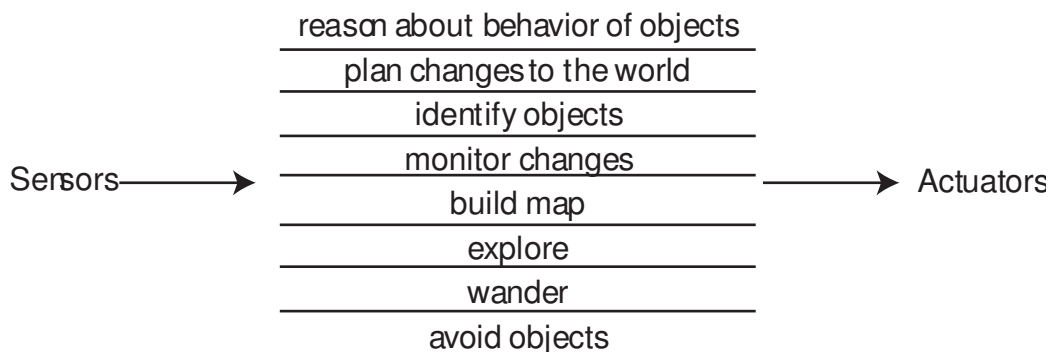 reason about behavior of objects
plan changes to the world
identify objects
monitor changes
Sensors
Actuators
build map
explore
wander
avoid objects